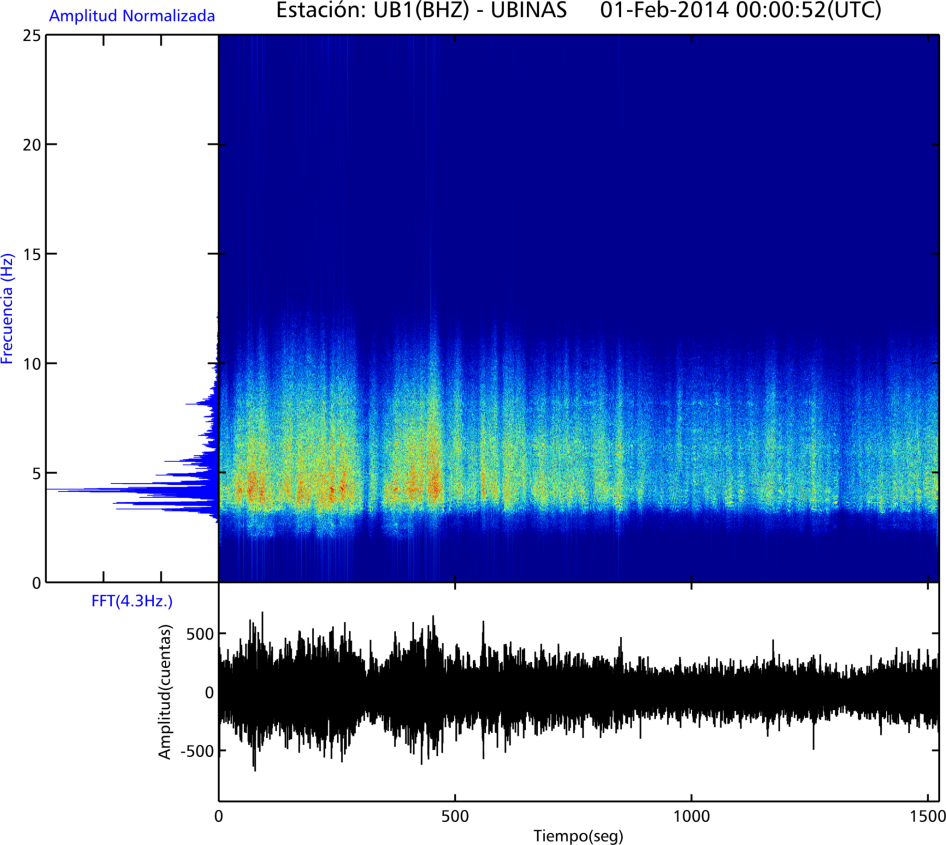 Estación: UB1(BHZ) - UBINAS 01-Feb-2014 00:00:52(UTC)
Amplitud Normalizada
25
20
15
10
5
0
Frecuencia (Hz)
FFT(4.3Hz.)
500
0
-500
Amplitud(cuentas)
0 500 1000 1500
Tiempo(seg)